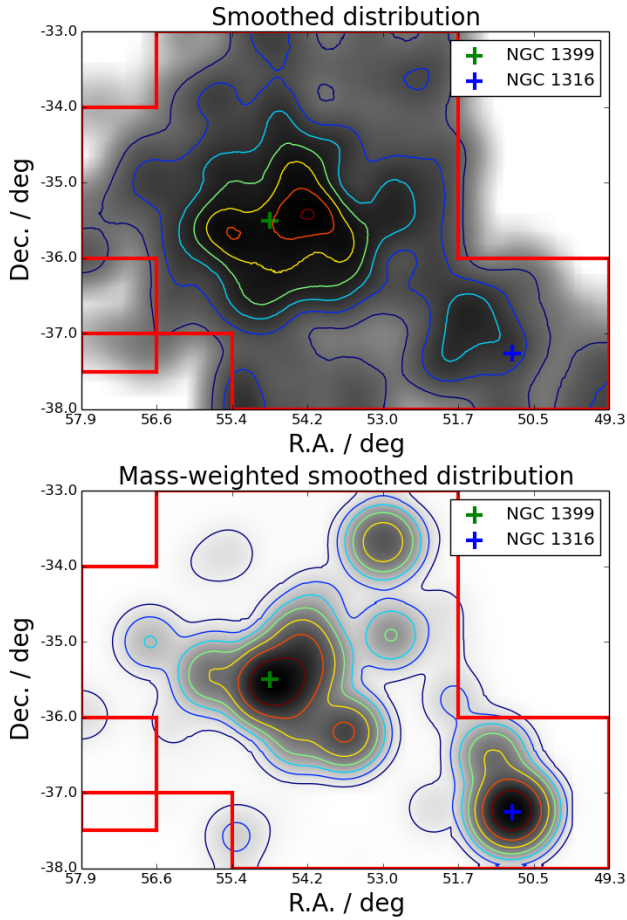 Smoothed distribution
-33.0
NGC 1399
NGC 1316
-34.0
-35.0
Dec. / deg
-36.0
-37.0
-38.0
57.9 56.6 55.4 54.2 53.0 51.7 50.5 49.3
R.A. / deg
Mass-weighted smoothed distribution
-33.0
NGC 1399
NGC 1316
-34.0
-35.0
Dec. / deg
-36.0
-37.0
-38.0
57.9 56.6 55.4 54.2 53.0 51.7 50.5 49.3
R.A. / deg